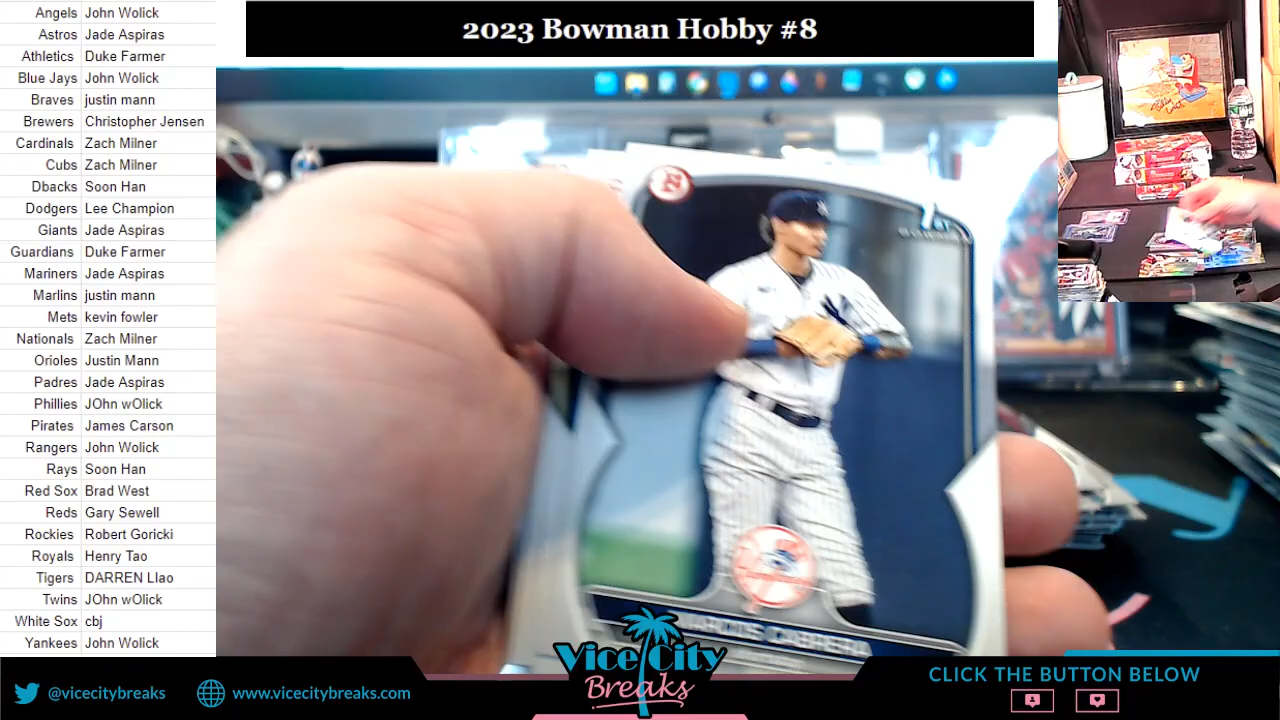 2023 Bowman Hobby #8
Angels John Wolick
Astros Jade Aspiras
Athletics Duke Farmer
Blue Jays John Wolick
Braves justin mann
Brewers Christopher Jensen
Cardinals Zach Milner
Cubs Zach Milner
Dbacks Soon Han
Dodgers Lee Champion
Giants Jade Aspiras
Guardians Duke Farmer
Mariners Jade Aspiras
Marlins justin mann
Mets kevin fowler
Nationals Zach Milner
Orioles Justin Mann
Padres Jade Aspiras
Phillies JOhn wOlick
Pirates James Carson
Rangers John Wolick
Rays Soon Han
Red Sox Brad West
Reds Gary Sewell
Rockies Robert Goricki
Royals Henry Tao
Tigers DARREN LIao
Twins JOhn wOlick
White Sox cbj
Yankees John Wolick
1st
CABRERA
Vice City
Breaks
@vicecitybreaks
www.vicecitybreaks.com
CLICK THE BUTTON BELOW